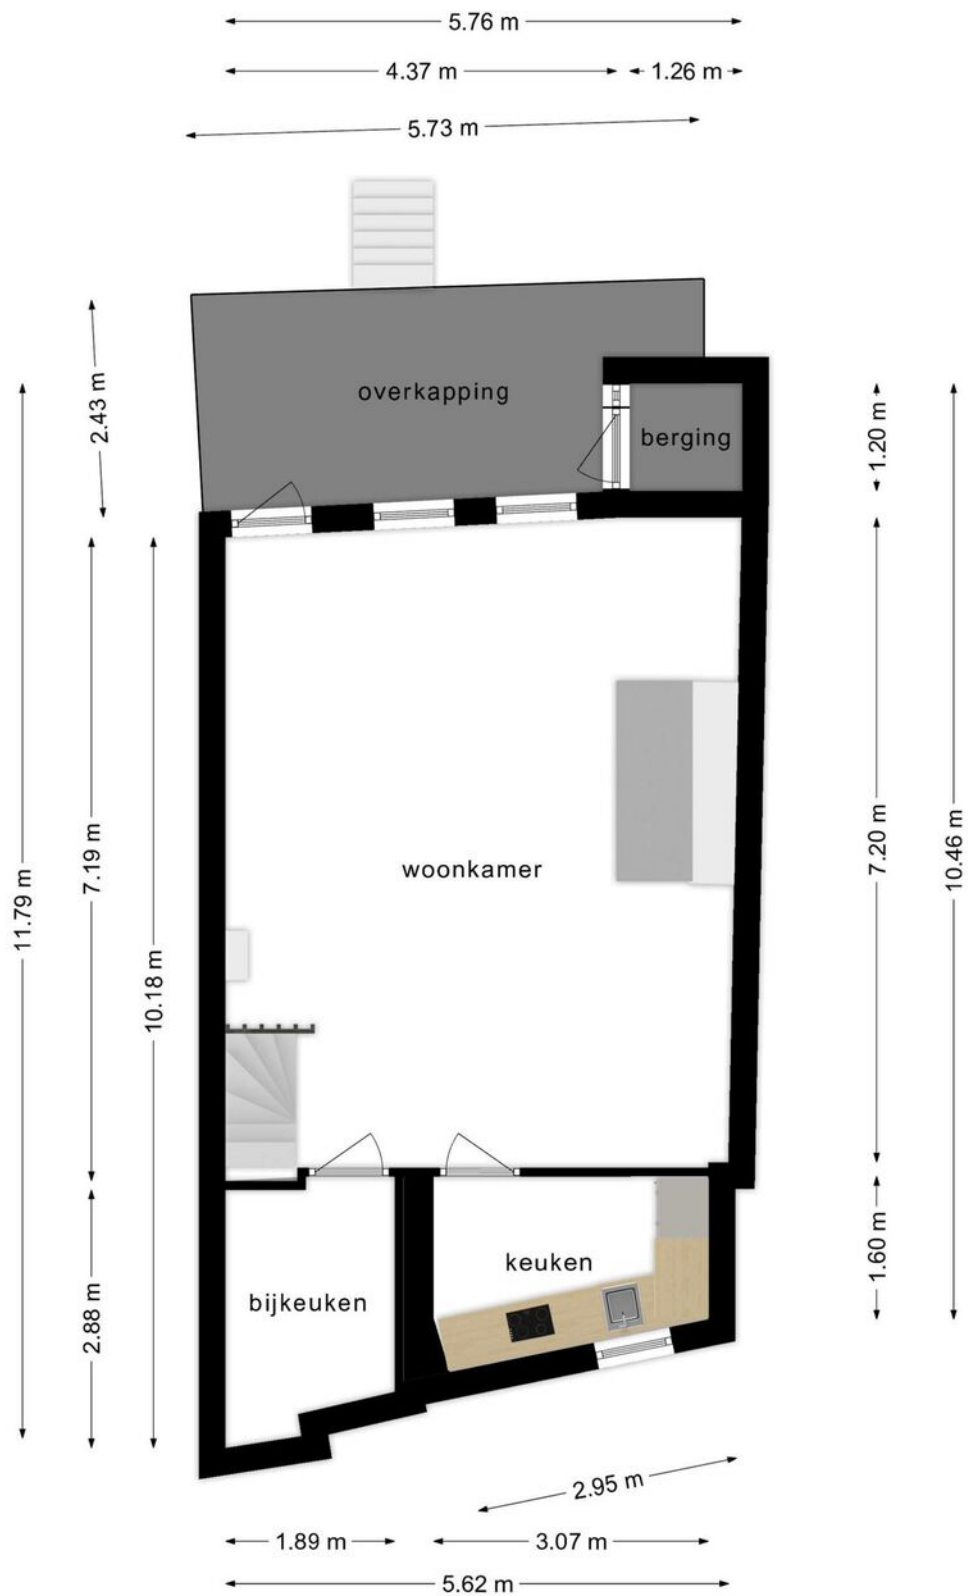 5.76 m
4.37 m
1.26 m
5.73 m
2.43 m
overkapping
berging
1.20 m
11.79 m
7.19 m
10.18 m
woonkamer
7.20 m
10.46 m
2.88 m
bijkeuken
keuken
1.60 m
2.95 m
1.89 m
3.07 m
5.62 m